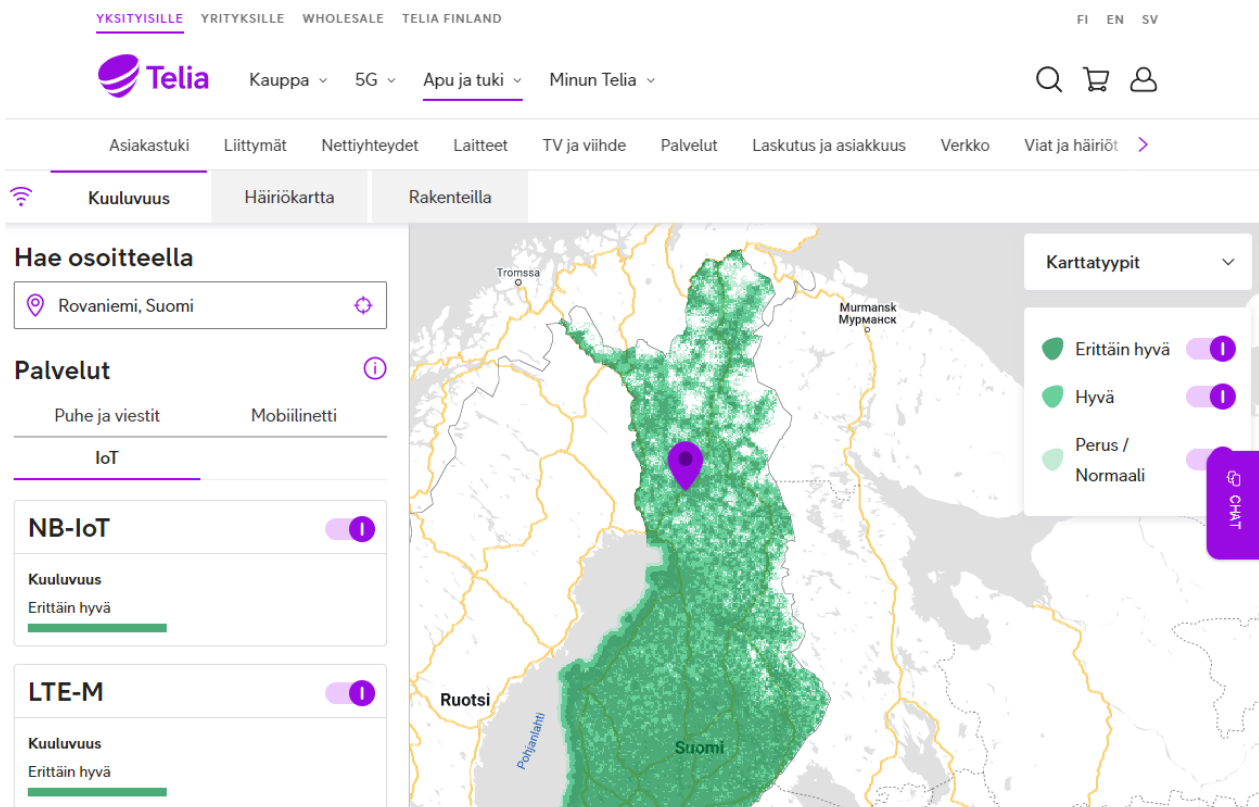 YKSITYISILLE YRITYKSILLE WHOLESALE TELIA FINLAND FI EN SV
Telia Kauppa 5G Apu ja tuki Minun Telia
Asiakastuki Liittymät Nettiyhteydet Laitteet TV ja viihde Palvelut Laskutus ja asiakkuus Verkko Viat ja häiriöt
Kuuluvuus Häiriökartta Rakenteilla
Hae osoitteella
Rovaniemi, Suomi
Palvelut
Puhe ja viestit Mobiilinetti
IoT
NB-IoT
Kuuluvuus
Erittäin hyvä
LTE-M
Kuuluvuus
Erittäin hyvä
Tromssa
Murmansk
Мурманск
Ruotsi
Pohjanlahti
Suomi
Karttatyypit
Erittäin hyvä
Hyvä
Perus /
Normaali
CHAT